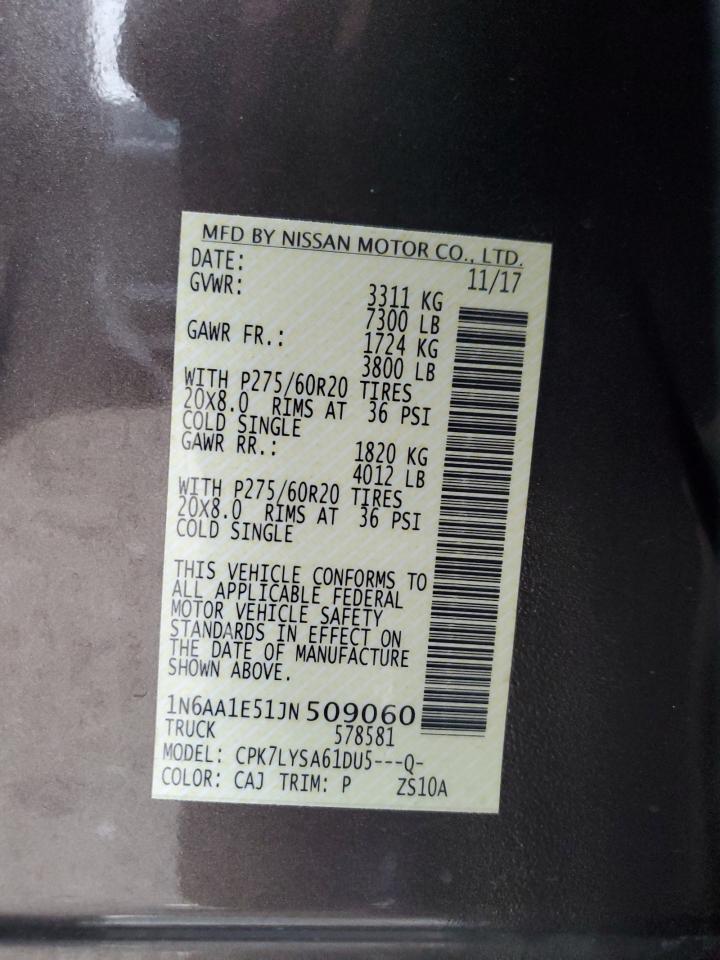 MFD BY NISSAN MOTOR CO., LTD.
DATE: 11/17
GVWR: 3311 KG
7300 LB
GAWR FR.: 1724 KG
3800 LB
WITH P275/60R20 TIRES
20X8.0 RIMS AT 36 PSI
COLD SINGLE
GAWR RR.: 1820 KG
4012 LB
WITH P275/60R20 TIRES
20X8.0 RIMS AT 36 PSI
COLD SINGLE
THIS VEHICLE CONFORMS TO
ALL APPLICABLE FEDERAL
MOTOR VEHICLE SAFETY
STANDARDS IN EFFECT ON
THE DATE OF MANUFACTURE
SHOWN ABOVE.
1N6AA1E51JN509060
TRUCK 578581
MODEL: CPK7LYSA61DU5---Q-
COLOR: CAJ TRIM: P ZS10A